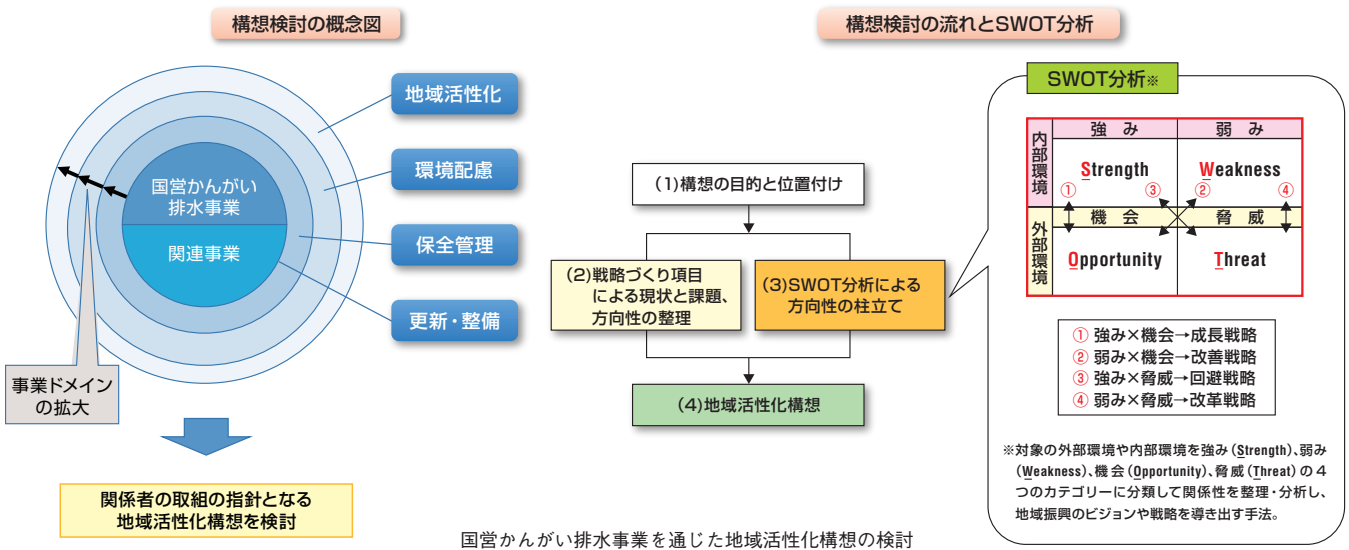 構想検討の概念図
地域活性化
環境配慮
保全管理
更新・整備
国営かんがい
排水事業
関連事業
事業ドメイン
の拡大
関係者の取組の指針となる
地域活性化構想を検討
構想検討の流れとSWOT分析
(1)構想の目的と位置付け
(2)戦略づくり項目
による現状と課題、
方向性の整理
(3)SWOT分析による
方向性の柱立て
(4)地域活性化構想
SWOT分析※
強み
弱み
内部環境
Strength
Weakness
① ③ ② ④
機会
脅威
外部環境
Opportunity
Threat
① 強み×機会→成長戦略
② 弱み×機会→改善戦略
③ 強み×脅威→回避戦略
④ 弱み×脅威→改革戦略
※対象の外部環境や内部環境を強み(Strength)、弱み
(Weakness)、機会(Opportunity)、脅威(Threat)の4
つのカテゴリーに分類して関係性を整理・分析し、
地域振興のビジョンや戦略を導き出す手法。
国営かんがい排水事業を通じた地域活性化構想の検討